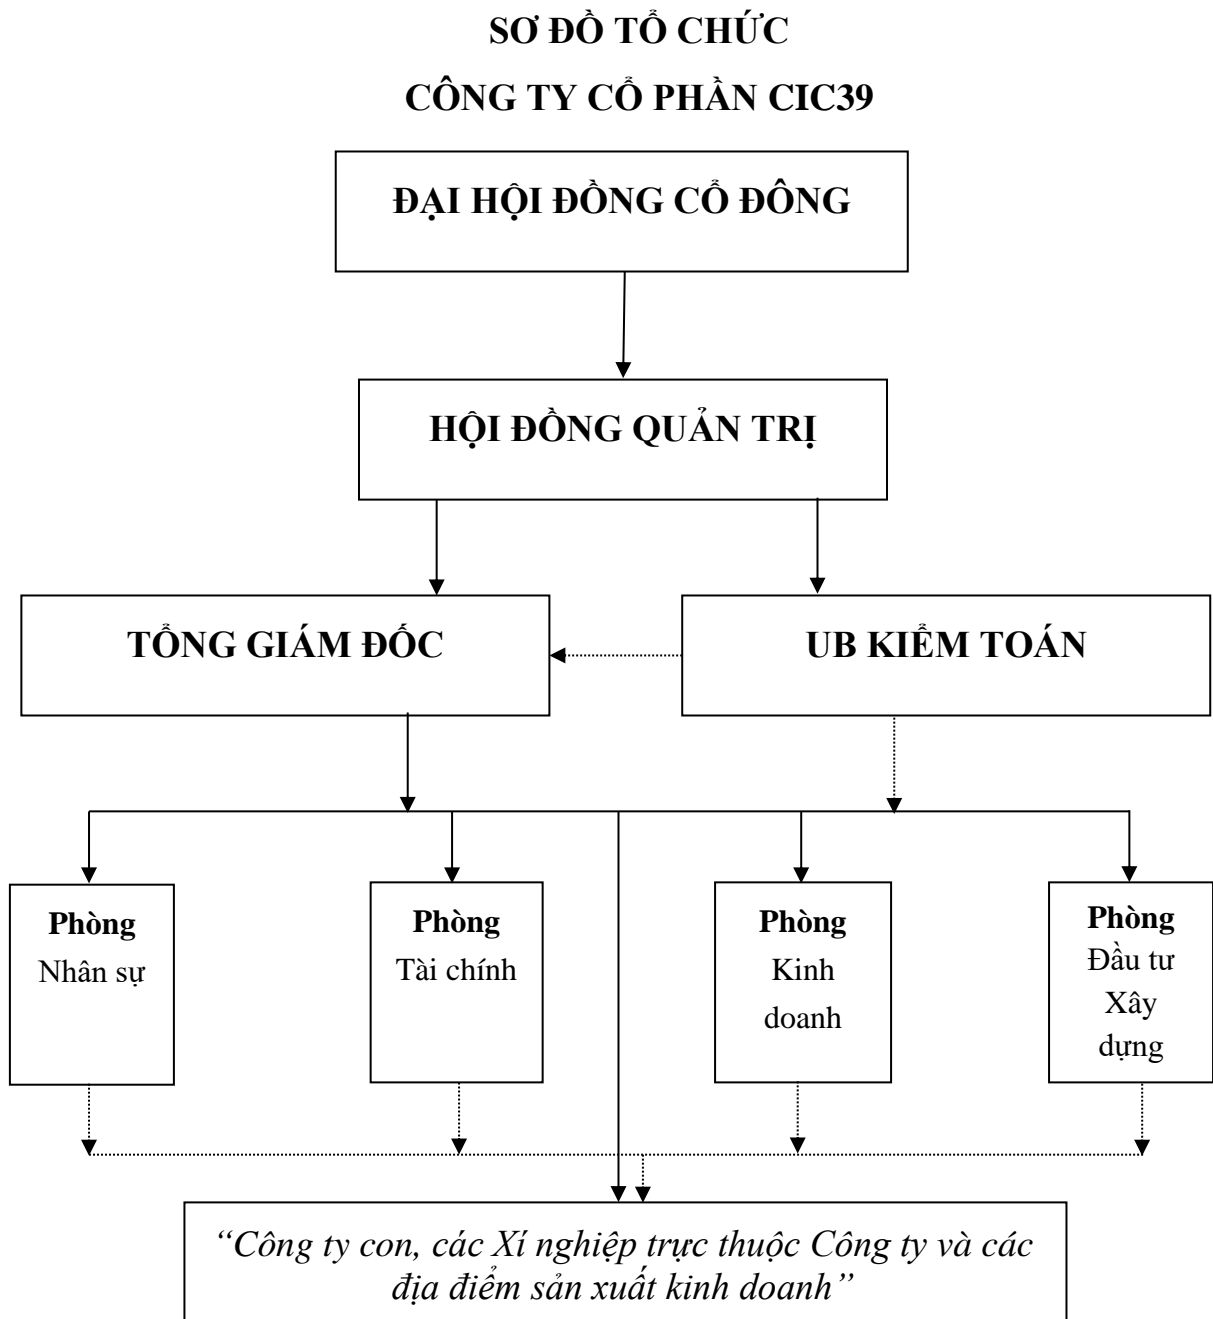 SƠ ĐỒ TỔ CHỨC
CÔNG TY CỔ PHẦN CIC39
ĐẠI HỘI ĐỒNG CỔ ĐÔNG
HỘI ĐỒNG QUẢN TRỊ
TỔNG GIÁM ĐỐC
UB KIỂM TOÁN
Phòng
Nhân sự
Phòng
Tài chính
Phòng
Kinh
doanh
Phòng
Đầu tư
Xây
dựng
“Công ty con, các Xí nghiệp trực thuộc Công ty và các
địa điểm sản xuất kinh doanh”